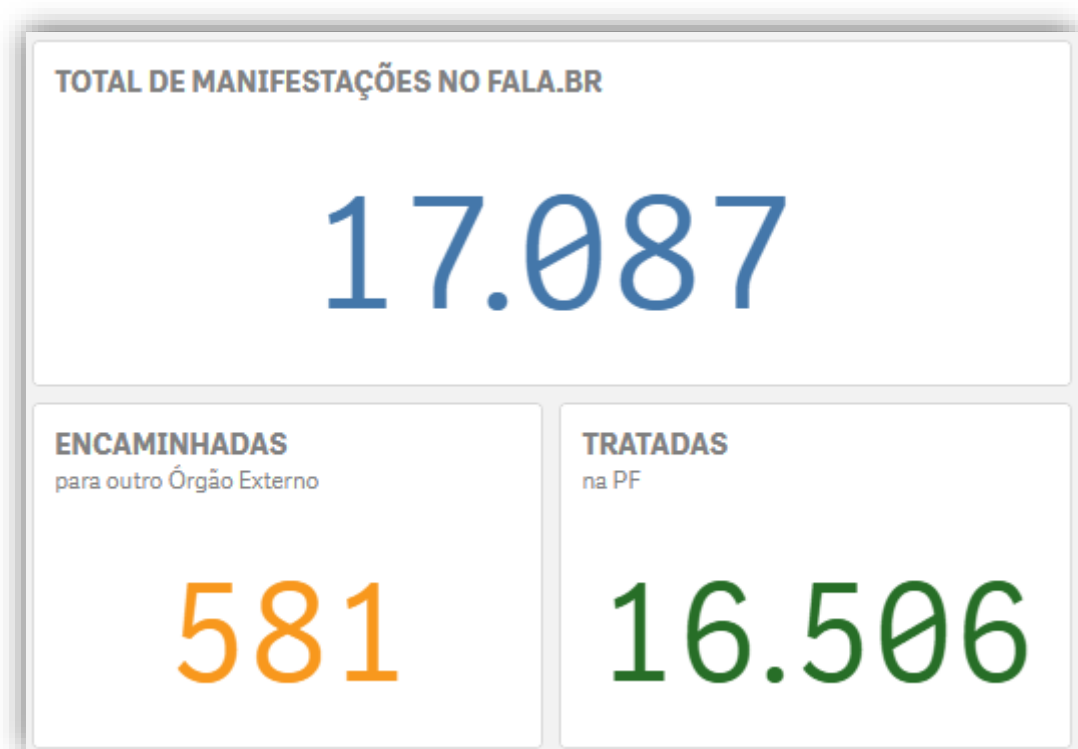 TOTAL DE MANIFESTAÇÕES NO FALA.BR
17.087
ENCAMINHADAS
para outro Órgão Externo
581
TRATADAS
na PF
16.506